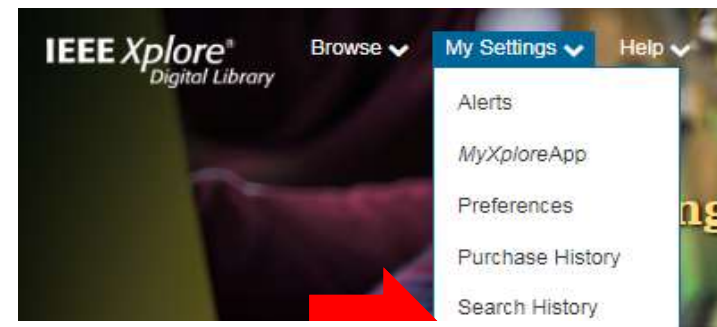 IEEE Xplore®
Digital Library
Browse
My Settings
Help
Alerts
MyXploreApp
Preferences
Purchase History
Search History